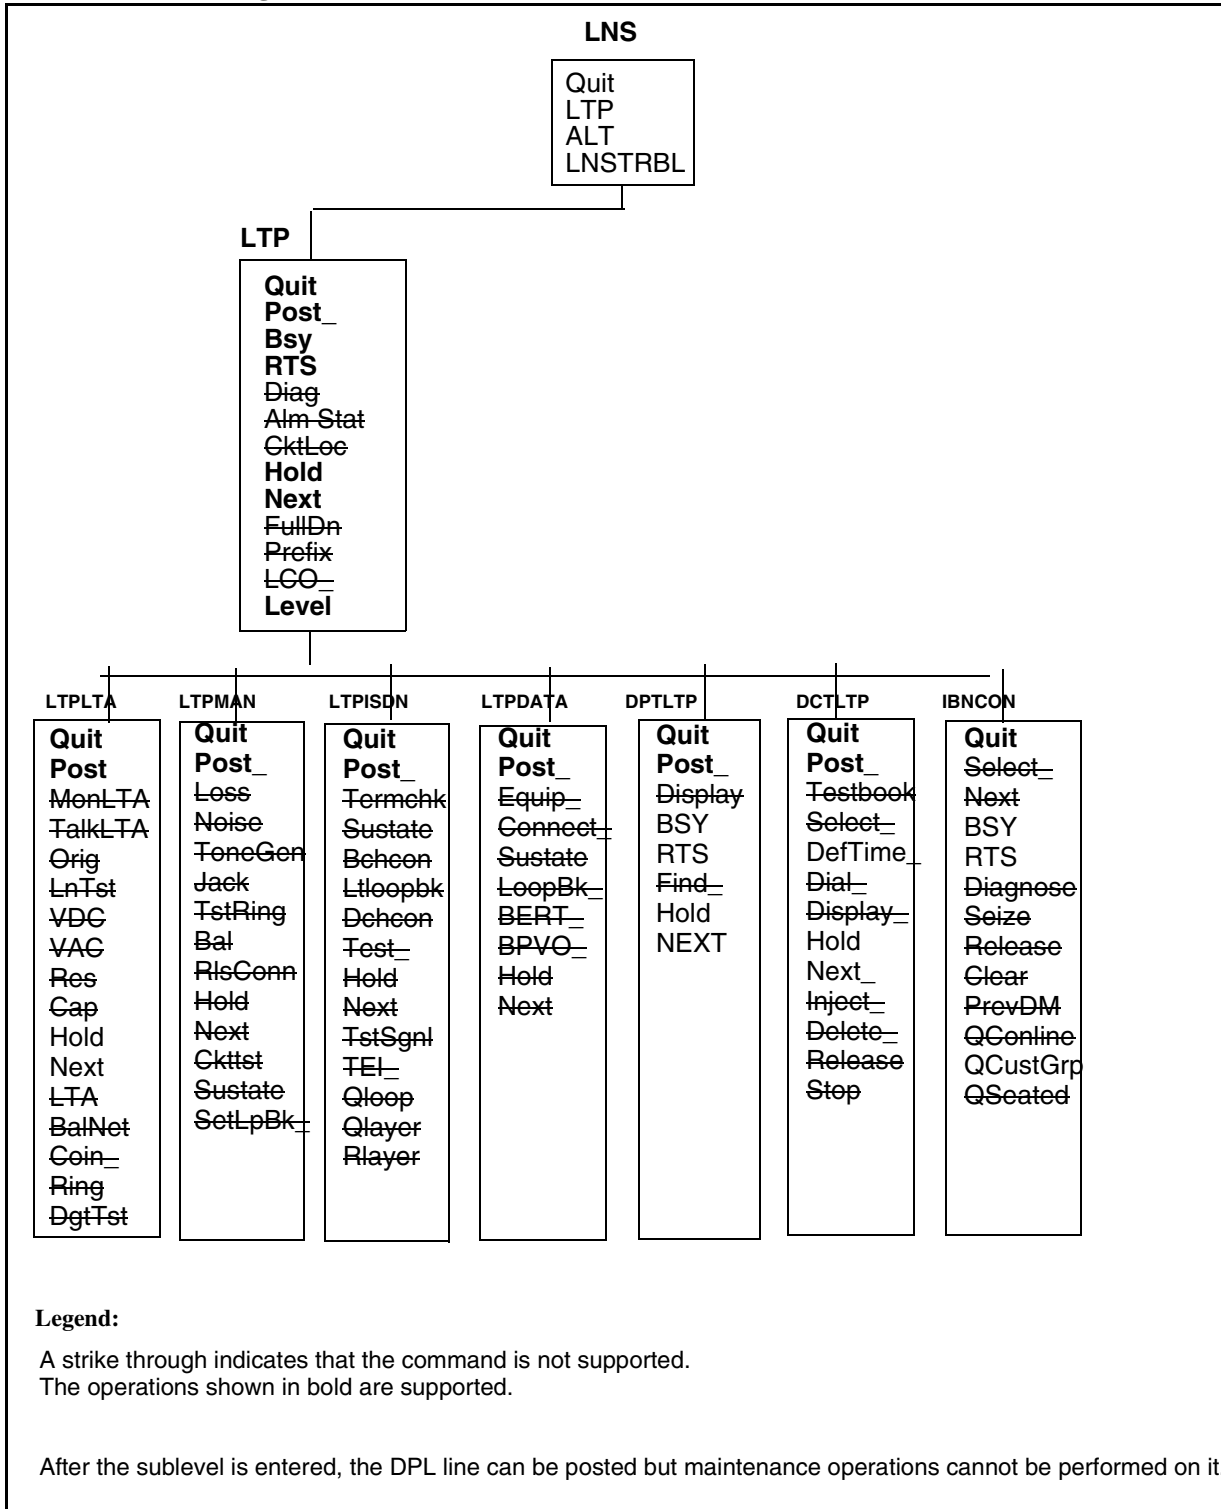 LNS
Quit
LTP
ALT
LNSTRBL
LTP
Quit
Post_
Bsy
RTS
Diag
Alm Stat
CktLoc
Hold
Next
FullDn
Prefix
LCO_
Level
LTPLTA
Quit
Post
MonLTA
TalkLTA
Orig
LnTst
VDC
VAC
Res
Cap
Hold
Next
LTA
BalNet
Coin_
Ring
DgtTst
LTPMAN
Quit
Post_
Loss
Noise
ToneGen
Jack
TstRing
Bal
RlsConn
Hold
Next
Ckttst
Sustate
SetLpBk_
LTPISDN
Quit
Post_
Termchk
Sustate
Bchcon
Ltloopbk
Dchcon
Test_
Hold
Next
TstSgnl
TEI_
Qloop
Qlayer
Rlayer
LTPDATA
Quit
Post_
Equip_
Connect_
Sustate
LoopBk_
BERT_
BPVO_
Hold
Next
DPTLTP
Quit
Post_
Display
BSY
RTS
Find_
Hold
NEXT
DCTLTP
Quit
Post_
Testbook
Select_
DefTime_
Dial_
Display_
Hold
Next_
Inject_
Delete_
Release
Stop
IBNCON
Quit
Select_
Next
BSY
RTS
Diagnose
Seize
Release
Clear
PrevDM
QConline
QCustGrp
QSeated
Legend:
A strike through indicates that the command is not supported.
The operations shown in bold are supported.
After the sublevel is entered, the DPL line can be posted but maintenance operations cannot be performed on it